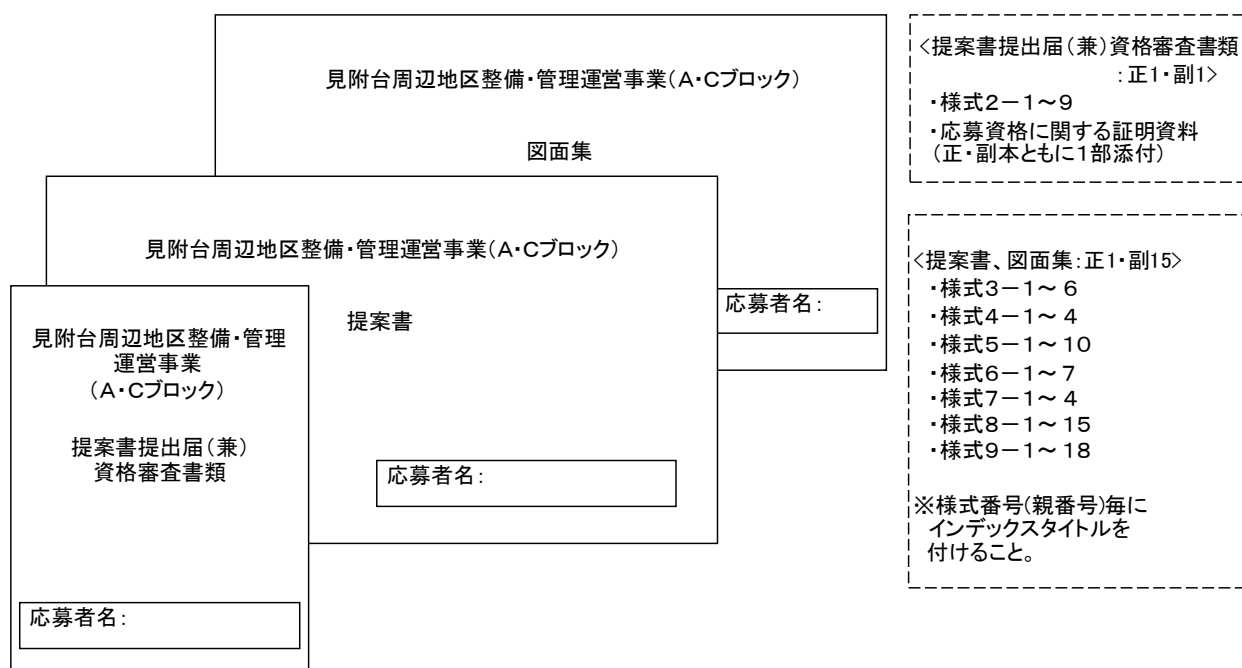 見附台周辺地区整備・管理運営事業(A・Cブロック)
図面集
応募者名:
見附台周辺地区整備・管理運営事業(A・Cブロック)
提案書
応募者名:
見附台周辺地区整備・管理
運営事業
(A・Cブロック)
提案書提出届(兼)
資格審査書類
応募者名:
<提案書提出届(兼)資格審査書類
:正1・副1>
・様式2-1~9
・応募資格に関する証明資料
(正・副本ともに1部添付)
<提案書、図面集:正1・副15>
・様式3-1~6
・様式4-1~4
・様式5-1~10
・様式6-1~7
・様式7-1~4
・様式8-1~15
・様式9-1~18
※様式番号(親番号)毎に
インデックスタイトルを
付けること。